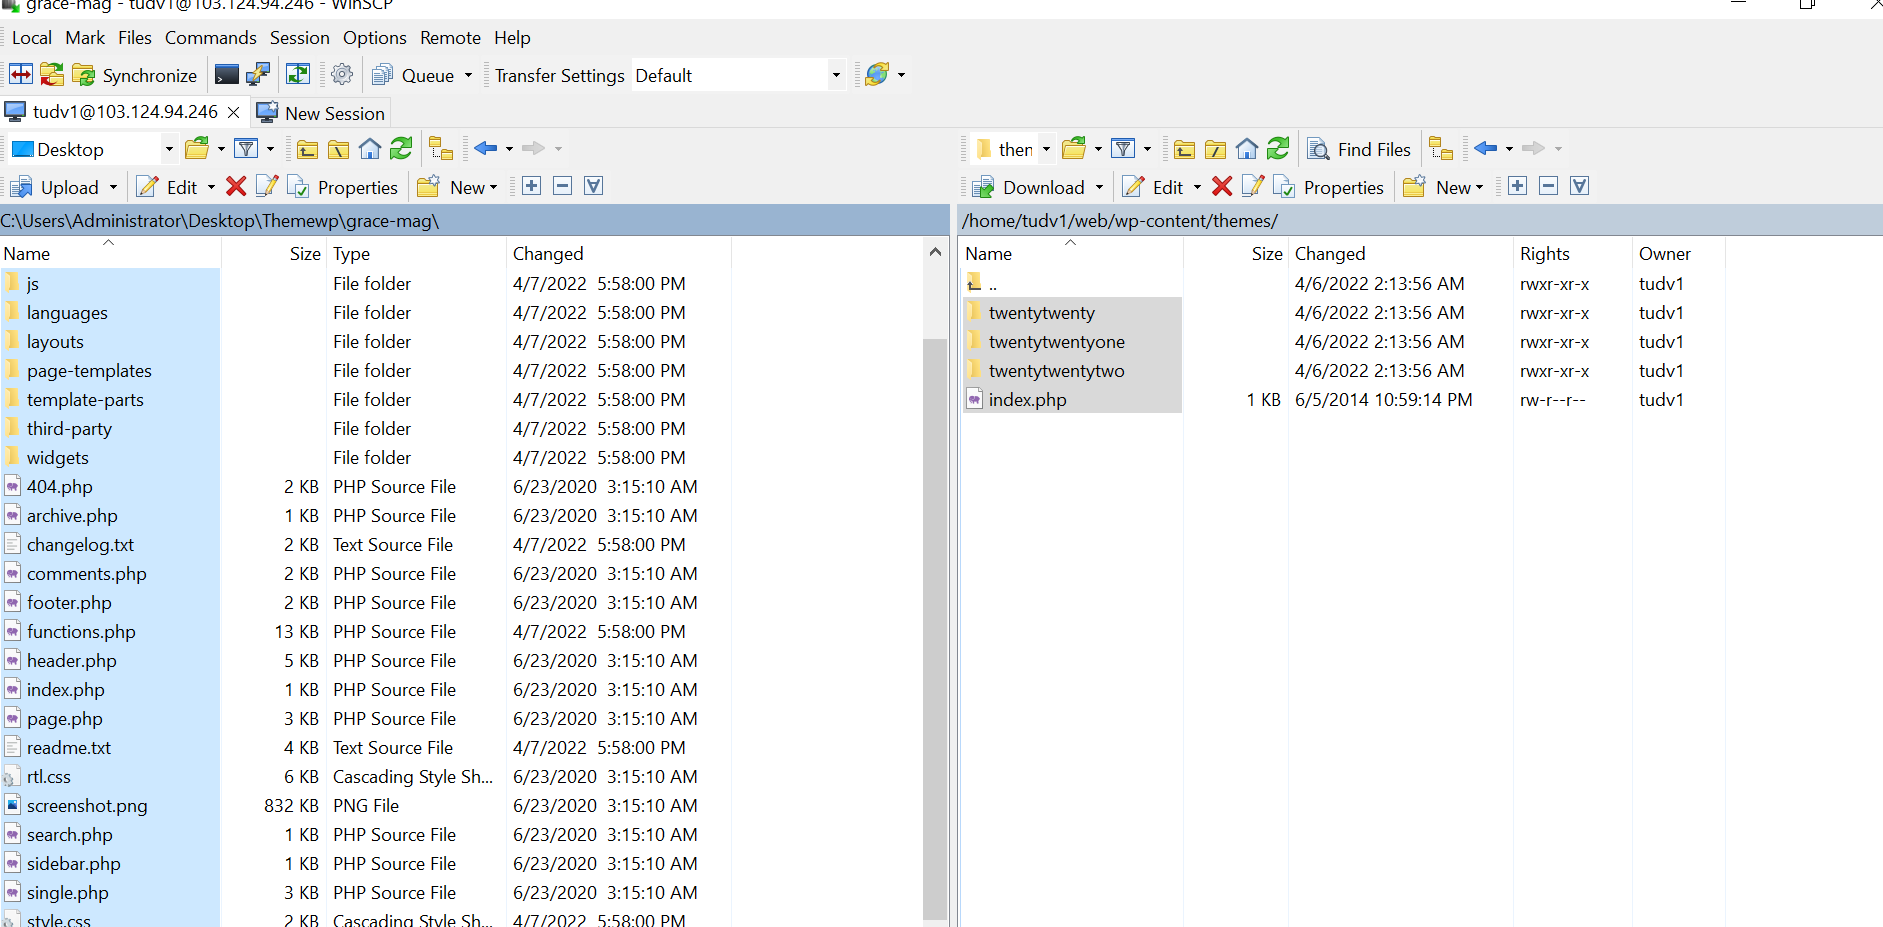 grace-mag - tudv1@103.124.94.246 - WinSCP
Local Mark Files Commands Session Options Remote Help
Synchronize Queue Transfer Settings Default
tudv1@103.124.94.246 New Session
Desktop
Upload Edit Properties New
C:\Users\Administrator\Desktop\Themewp\grace-mag\
Name Size Type Changed
js File folder 4/7/2022 5:58:00 PM
languages File folder 4/7/2022 5:58:00 PM
layouts File folder 4/7/2022 5:58:00 PM
page-templates File folder 4/7/2022 5:58:00 PM
template-parts File folder 4/7/2022 5:58:00 PM
third-party File folder 4/7/2022 5:58:00 PM
widgets File folder 4/7/2022 5:58:00 PM
404.php 2 KB PHP Source File 6/23/2020 3:15:10 AM
archive.php 1 KB PHP Source File 6/23/2020 3:15:10 AM
changelog.txt 2 KB Text Source File 4/7/2022 5:58:00 PM
comments.php 2 KB PHP Source File 6/23/2020 3:15:10 AM
footer.php 2 KB PHP Source File 6/23/2020 3:15:10 AM
functions.php 13 KB PHP Source File 4/7/2022 5:58:00 PM
header.php 5 KB PHP Source File 6/23/2020 3:15:10 AM
index.php 1 KB PHP Source File 6/23/2020 3:15:10 AM
page.php 3 KB PHP Source File 6/23/2020 3:15:10 AM
readme.txt 4 KB Text Source File 4/7/2022 5:58:00 PM
rtl.css 6 KB Cascading Style Sh... 6/23/2020 3:15:10 AM
screenshot.png 832 KB PNG File 6/23/2020 3:15:10 AM
search.php 1 KB PHP Source File 6/23/2020 3:15:10 AM
sidebar.php 1 KB PHP Source File 6/23/2020 3:15:10 AM
single.php 3 KB PHP Source File 6/23/2020 3:15:10 AM
style.css 2 KB Cascading Style Sh... 4/7/2022 5:58:00 PM
then Find Files
Download Edit Properties New
/home/tudv1/web/wp-content/themes/
Name Size Changed Rights Owner
.. 4/6/2022 2:13:56 AM rwxr-xr-x tudv1
twentytwenty 4/6/2022 2:13:56 AM rwxr-xr-x tudv1
twentytwentyone 4/6/2022 2:13:56 AM rwxr-xr-x tudv1
twentytwentytwo 4/6/2022 2:13:56 AM rwxr-xr-x tudv1
index.php 1 KB 6/5/2014 10:59:14 PM rw-r--r-- tudv1